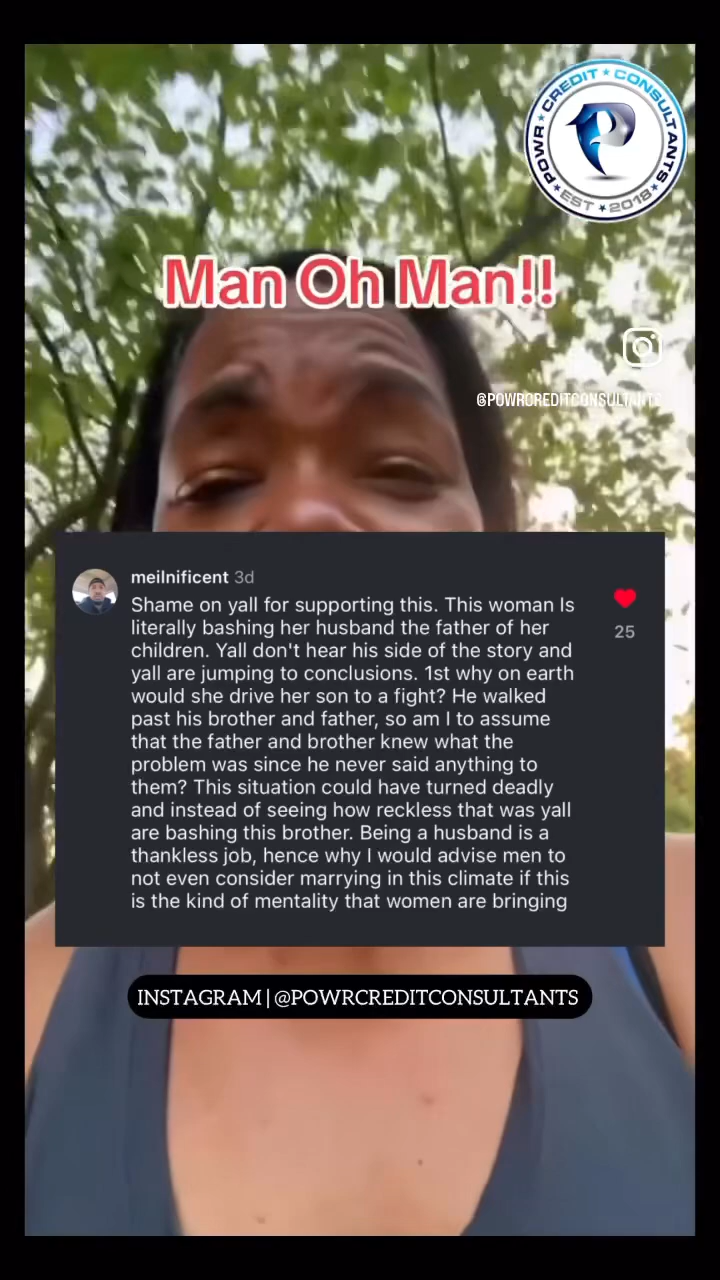 POWR ★ CREDIT ★ CONSULTANTS
★ EST ★ 2018 ★
Man Oh Man!!
@POWRCREDITCONSULTANTS
meilnificent 3d
Shame on yall for supporting this. This woman Is
literally bashing her husband the father of her
children. Yall don't hear his side of the story and
yall are jumping to conclusions. 1st why on earth
would she drive her son to a fight? He walked
past his brother and father, so am I to assume
that the father and brother knew what the
problem was since he never said anything to
them? This situation could have turned deadly
and instead of seeing how reckless that was yall
are bashing this brother. Being a husband is a
thankless job, hence why I would advise men to
not even consider marrying in this climate if this
is the kind of mentality that women are bringing
25
INSTAGRAM | @POWRCREDITCONSULTANTS